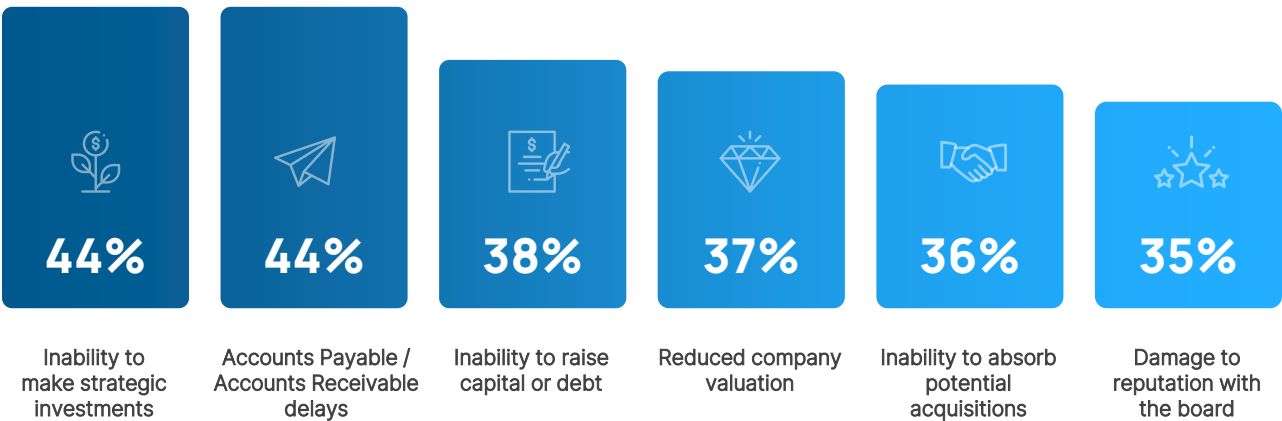 44%
44%
38%
37%
36%
35%
Inability to
make strategic
investments
Accounts Payable /
Accounts Receivable
delays
Inability to raise
capital or debt
Reduced company
valuation
Inability to absorb
potential
acquisitions
Damage to
reputation with
the board